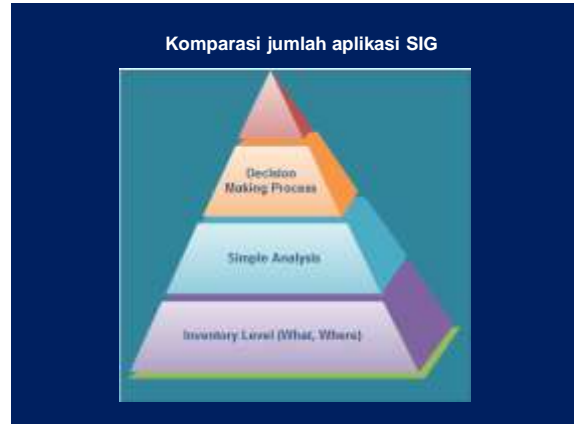 Komparasi jumlah aplikasi SIG
Decision
Making Process
Simple Analysis
Inventory Level (What, Where)